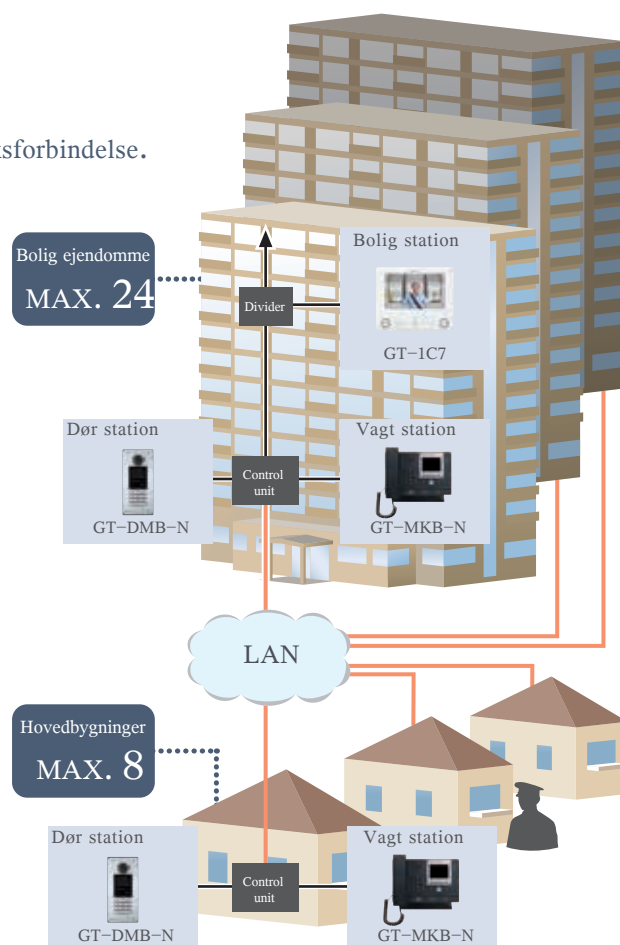 ksforbindelse.
Bolig ejendomme
MAX. 24
Bolig station
Divider
GT-1C7
Dør station
Vagt station
Control
unit
GT-DMB-N
GT-MKB-N
LAN
Hovedbygninger
MAX. 8
Dør station
Vagt station
Control
unit
GT-DMB-N
GT-MKB-N